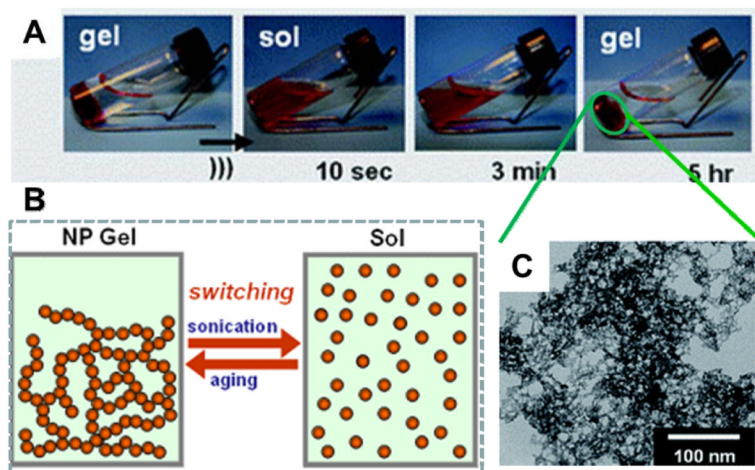 A
gel
sol
gel
)))
10 sec
3 min
5 hr
B
NP Gel
Sol
switching
sonication
aging
C
100 nm